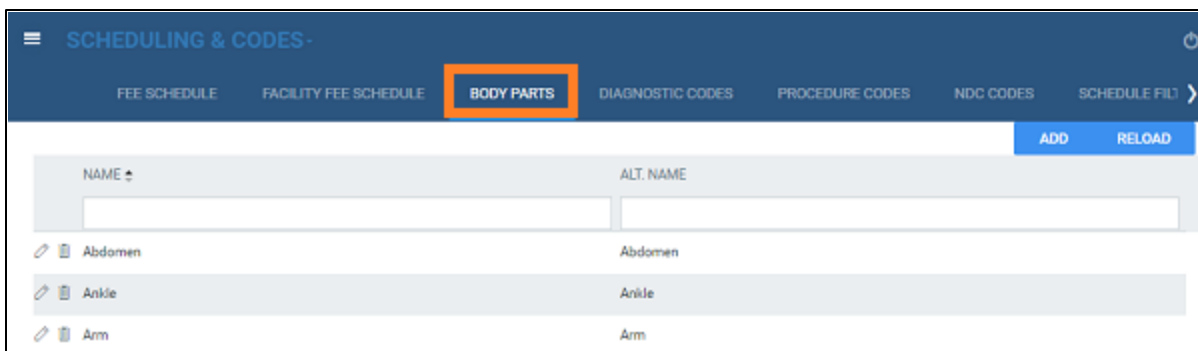 SCHEDULING & CODES-
FEE SCHEDULE FACILITY FEE SCHEDULE BODY PARTS DIAGNOSTIC CODES PROCEDURE CODES NDC CODES SCHEDULE FILT
ADD RELOAD
NAME ALT. NAME
Abdomen Abdomen
Ankle Ankle
Arm Arm